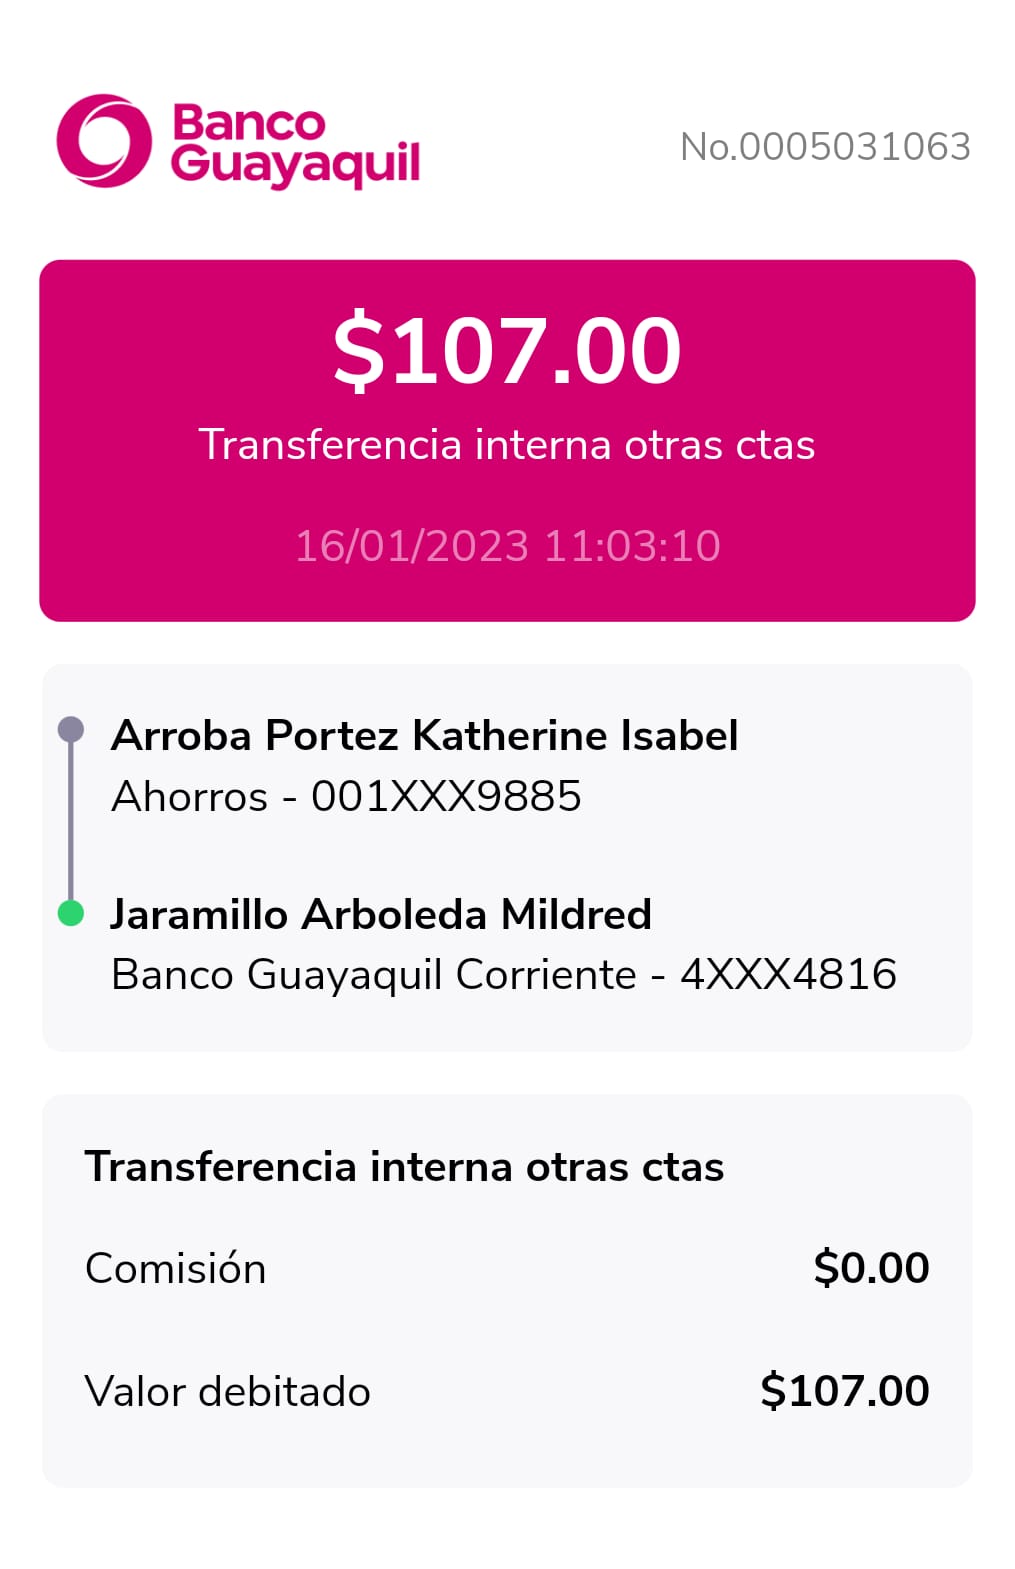 Banco
Guayaquil
No.0005031063
$107.00
Transferencia interna otras ctas
16/01/2023 11:03:10
Arroba Portez Katherine Isabel
Ahorros - 001XXX9885
Jaramillo Arboleda Mildred
Banco Guayaquil Corriente - 4XXX4816
Transferencia interna otras ctas
Comisión $0.00
Valor debitado $107.00